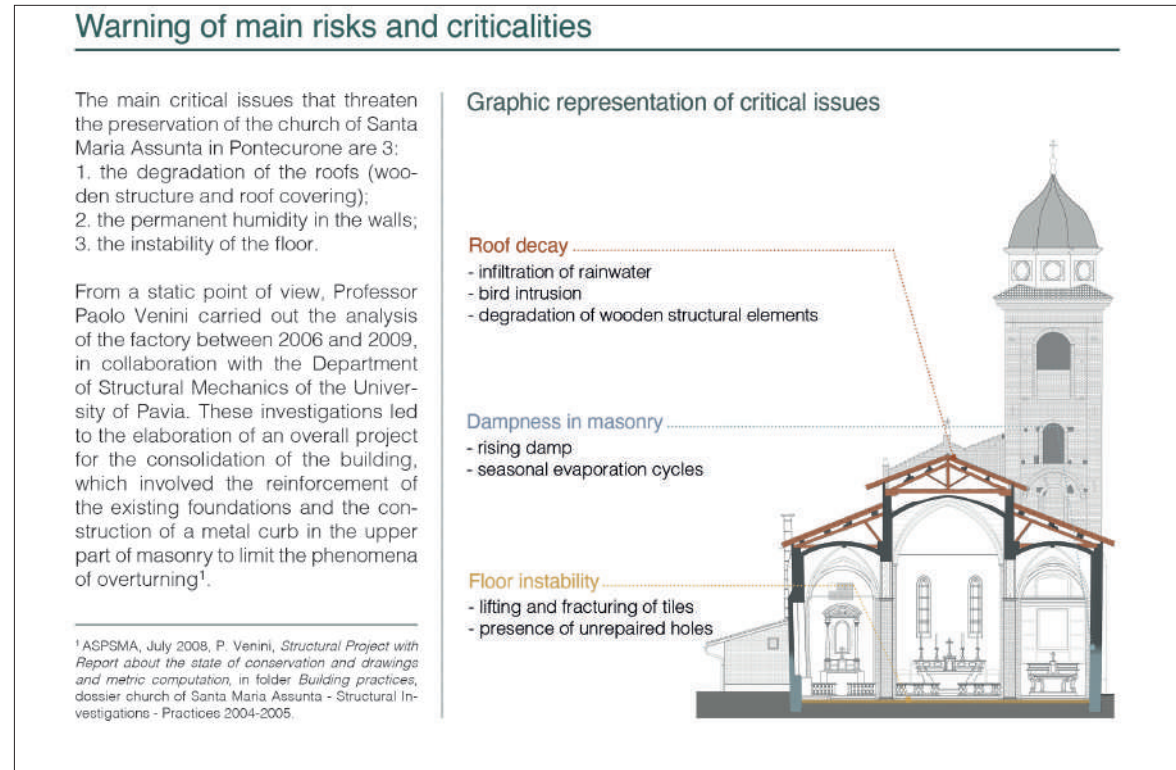 Warning of main risks and criticalities
The main critical issues that threaten
the preservation of the church of Santa
Maria Assunta in Pontecurone are 3:
1. the degradation of the roofs (woo-
den structure and roof covering);
2. the permanent humidity in the walls;
3. the instability of the floor.
From a static point of view, Professor
Paolo Venini carried out the analysis
of the factory between 2006 and 2009,
in collaboration with the Department
of Structural Mechanics of the Univer-
sity of Pavia. These investigations led
to the elaboration of an overall project
for the consolidation of the building,
which involved the reinforcement of
the existing foundations and the con-
struction of a metal curb in the upper
part of masonry to limit the phenomena
of overturning¹.
¹ ASPSMA, July 2008, P. Venini, Structural Project with
Report about the state of conservation and drawings
and metric computation, in folder Building practices,
dossier church of Santa Maria Assunta - Structural In-
vestigations - Practices 2004-2005.
Graphic representation of critical issues
Roof decay
- infiltration of rainwater
- bird intrusion
- degradation of wooden structural elements
Dampness in masonry
- rising damp
- seasonal evaporation cycles
Floor instability
- lifting and fracturing of tiles
- presence of unrepaired holes